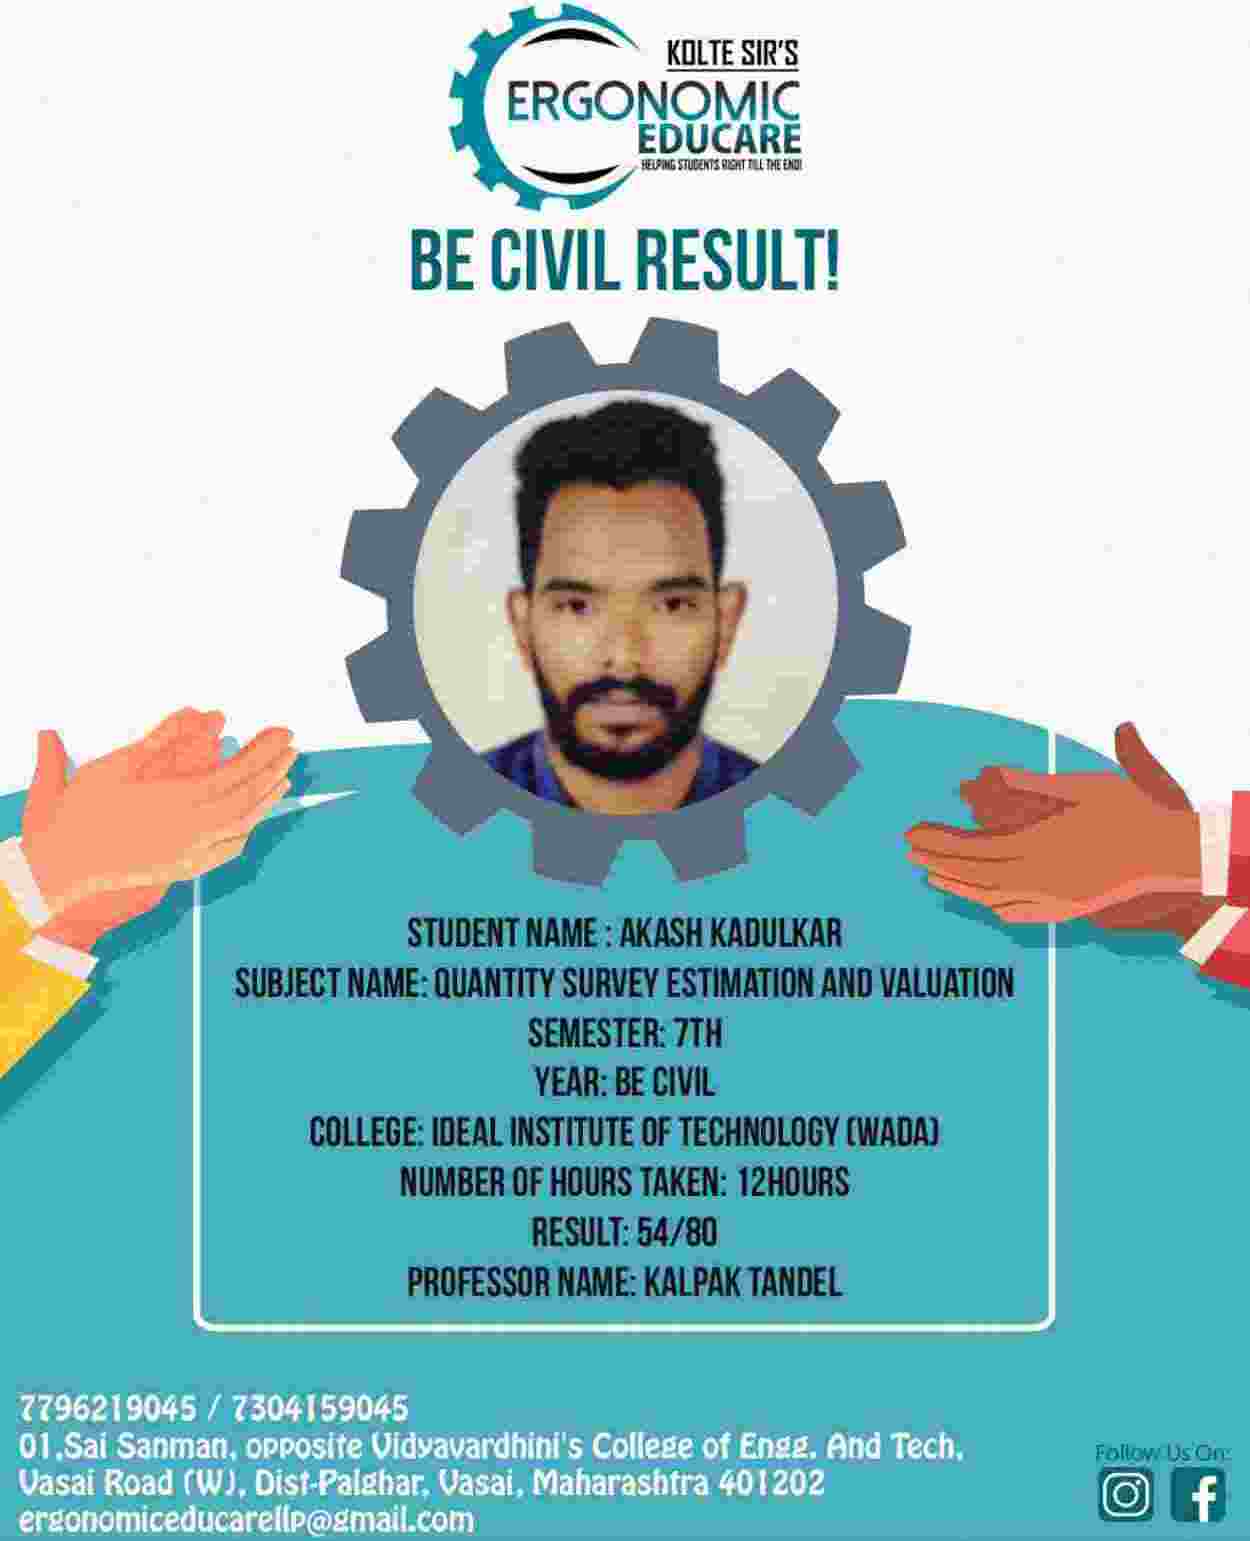 KOLTE SIR'S
ERGONOMIC
EDUCARE
HELPING STUDENTS RIGHT TILL THE END!
BE CIVIL RESULT!
STUDENT NAME : AKASH KADULKAR
SUBJECT NAME: QUANTITY SURVEY ESTIMATION AND VALUATION
SEMESTER: 7TH
YEAR: BE CIVIL
COLLEGE: IDEAL INSTITUTE OF TECHNOLOGY (WADA)
NUMBER OF HOURS TAKEN: 12HOURS
RESULT: 54/80
PROFESSOR NAME: KALPAK TANDEL
7796219045 / 7304159045
01,Sai Sanman, opposite Vidyavardhini's College of Engg. And Tech,
Vasai Road (W), Dist-Palghar, Vasai, Maharashtra 401202
ergonomiceducarellp@gmail.com
Follow Us On: